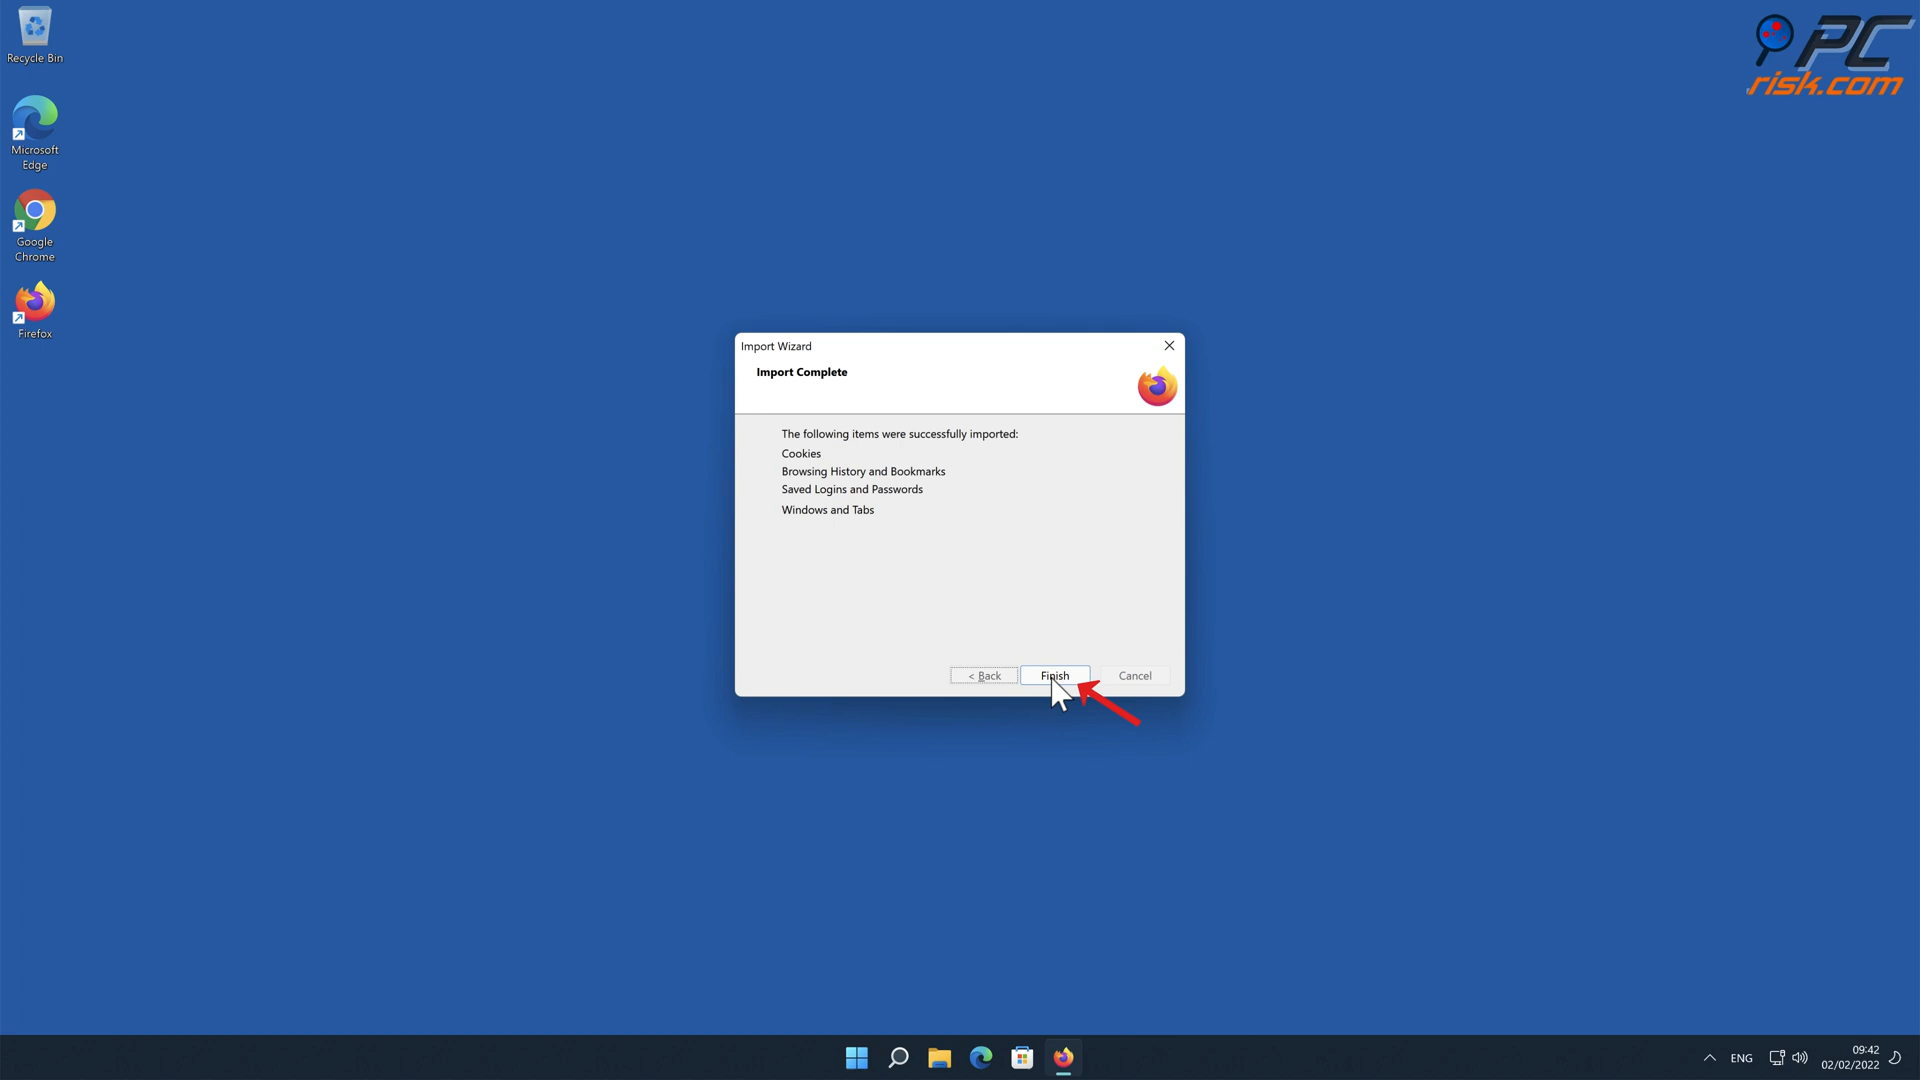 Recycle Bin
Microsoft
Edge
Google
Chrome
Firefox
PC
risk.com
Import Wizard
Import Complete
The following items were successfully imported:
Cookies
Browsing History and Bookmarks
Saved Logins and Passwords
Windows and Tabs
< Back
Finish
Cancel
ENG
09:42
02/02/2022